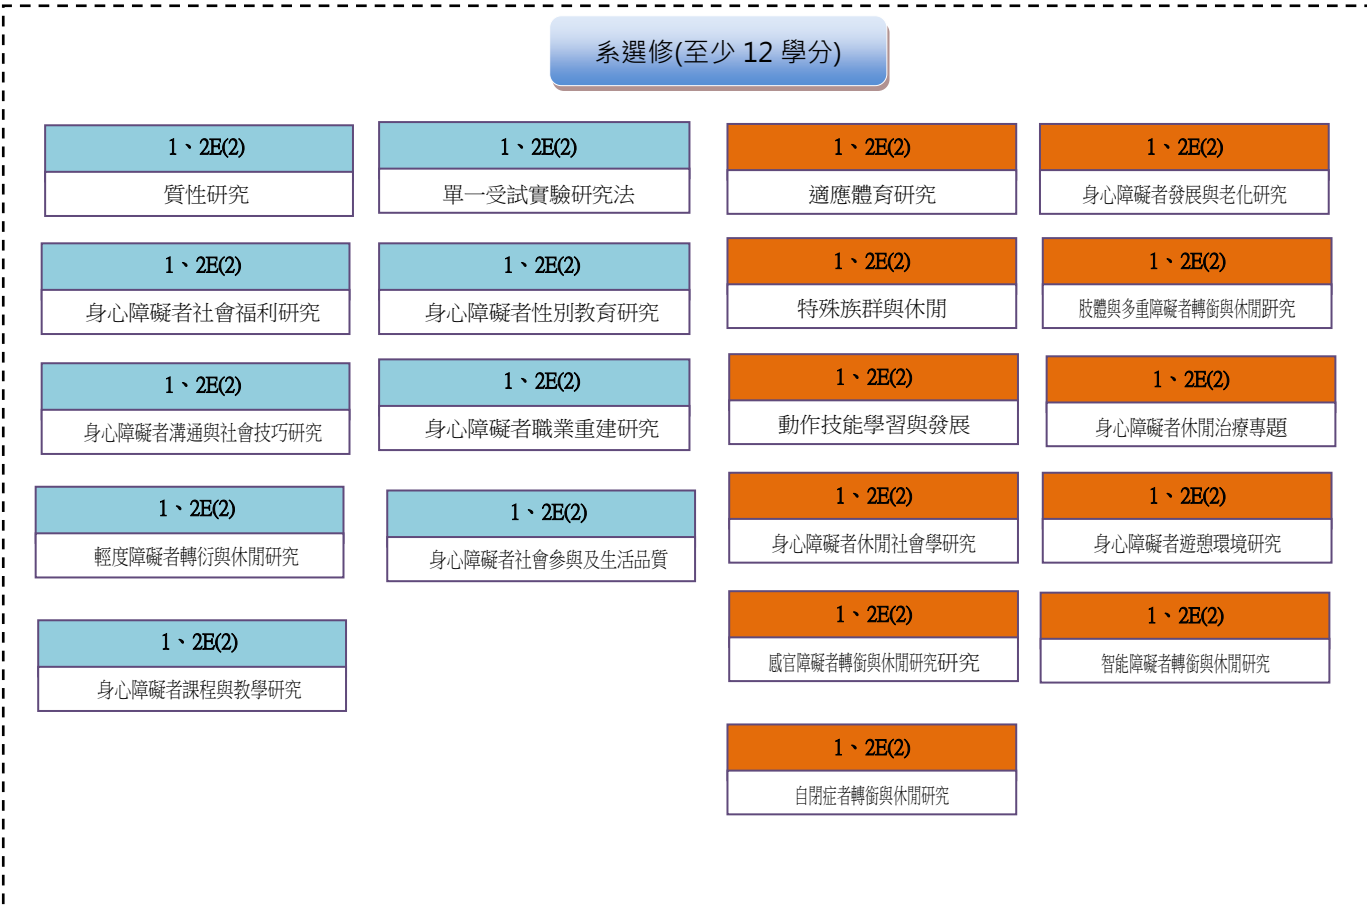 系選修(至少 12 學分)
1、2E(2)
質性研究
1、2E(2)
單一受試實驗研究法
1、2E(2)
適應體育研究
1、2E(2)
身心障礙者發展與老化研究
1、2E(2)
身心障礙者社會福利研究
1、2E(2)
身心障礙者性別教育研究
1、2E(2)
特殊族群與休閒
1、2E(2)
肢體與多重障礙者轉銜與休閒趼究
1、2E(2)
身心障礙者溝通與社會技巧研究
1、2E(2)
身心障礙者職業重建研究
1、2E(2)
動作技能學習與發展
1、2E(2)
身心障礙者休閒治療專題
1、2E(2)
輕度障礙者轉衍與休閒研究
1、2E(2)
身心障礙者社會參與及生活品質
1、2E(2)
身心障礙者休閒社會學研究
1、2E(2)
身心障礙者遊憩環境研究
1、2E(2)
身心障礙者課程與教學研究
1、2E(2)
感官障礙者轉銜與休閒研究研究
1、2E(2)
智能障礙者轉銜與休閒研究
1、2E(2)
自閉症者轉銜與休閒研究